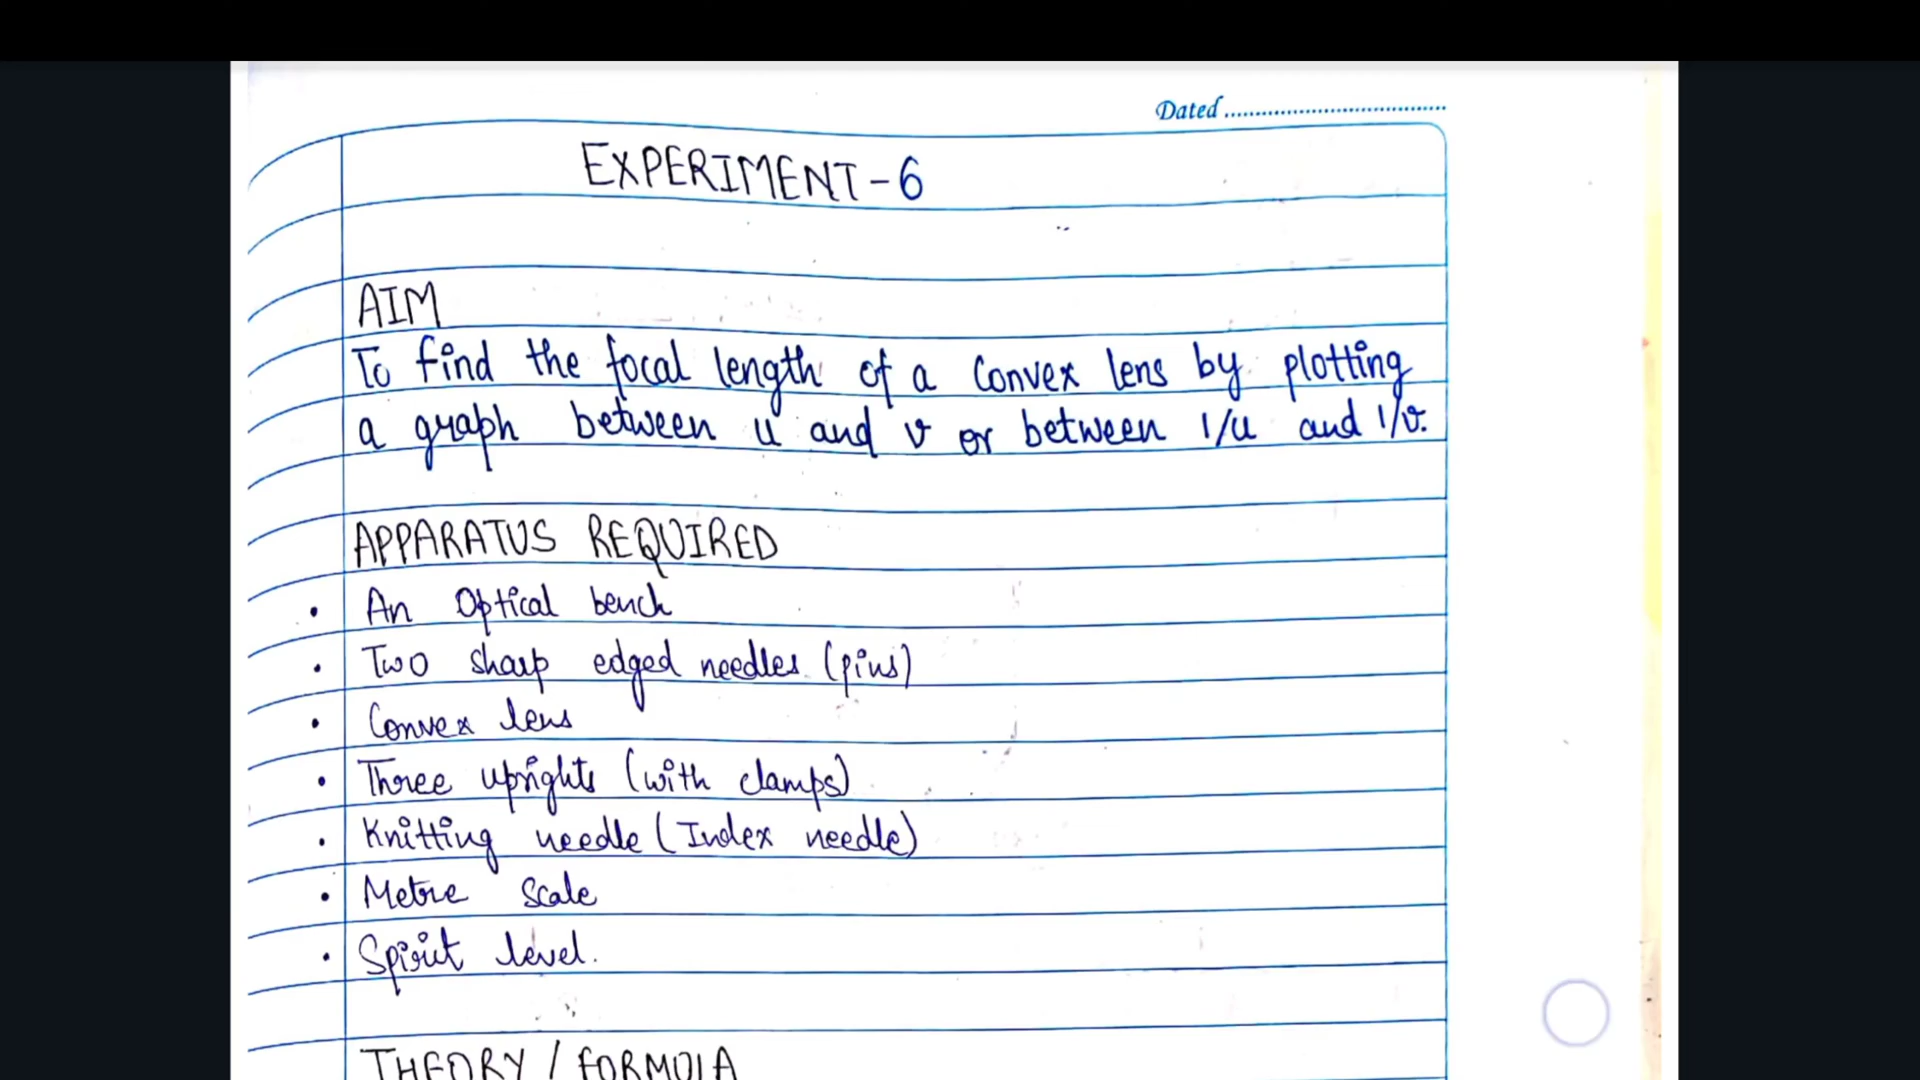 Dated ....................................
EXPERIMENT-6
AIM
To find the focal length of a convex lens by plotting
a graph between u and v or between 1/u and 1/v.
APPARATUS REQUIRED
• An Optical bench
• Two sharp edged needles (pins)
• Convex lens
• Three uprights (with clamps)
• Knitting needle (Index needle)
• Metre scale
• Spirit level.
THEORY / FORMULA